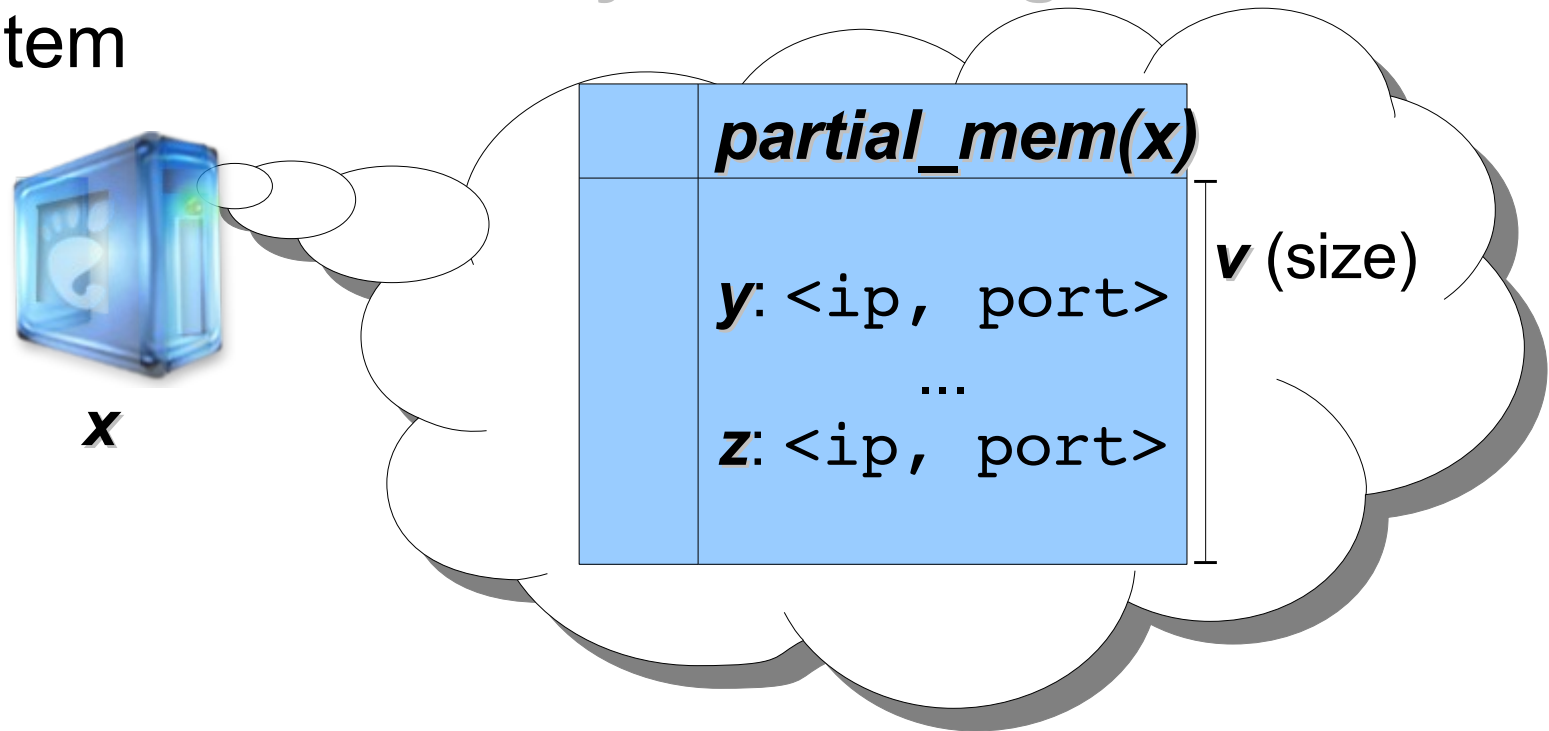 tem
partial_mem(x)
v (size)
y: <ip, port>
...
z: <ip, port>
x